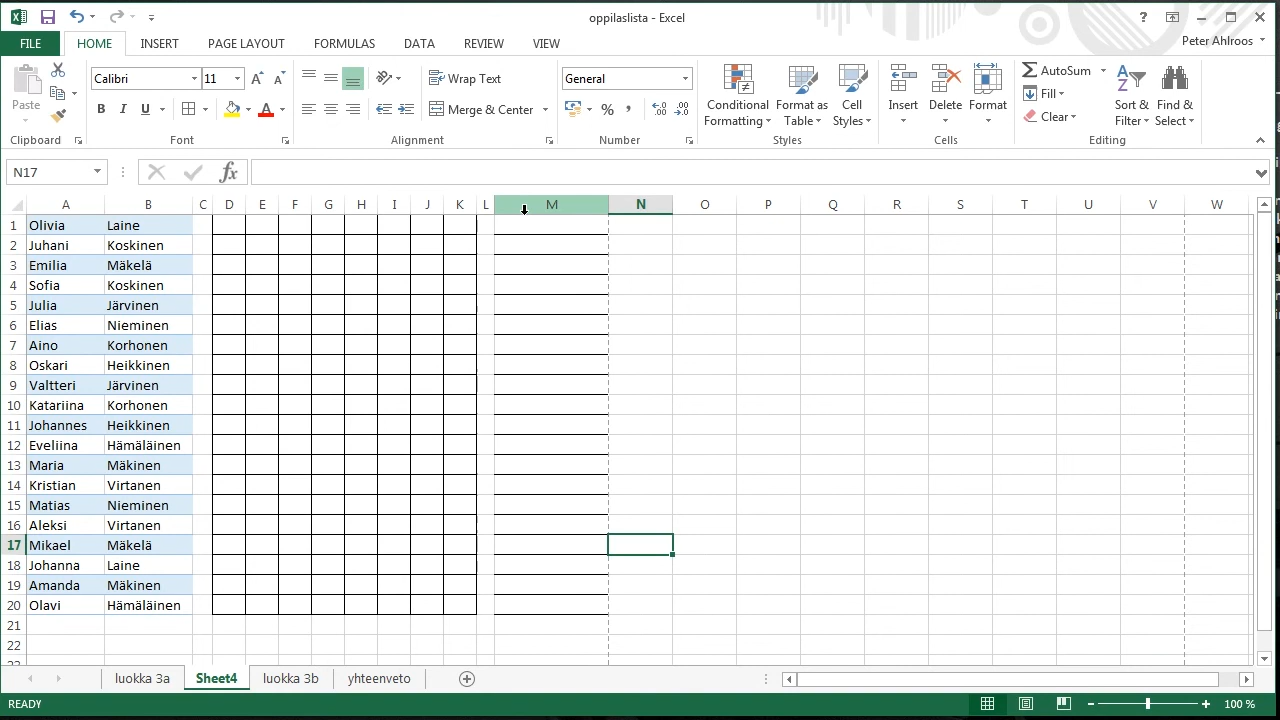 oppilaslista - Excel
?
FILE HOME INSERT PAGE LAYOUT FORMULAS DATA REVIEW VIEW Peter Ahlroos
Paste Calibri 11 A A Wrap Text General Conditional Formatting Format as Table Cell Styles Insert Delete Format AutoSum Fill Clear Sort & Filter Find & Select
B I U A Merge & Center % ,
Clipboard Font Alignment Number Styles Cells Editing
N17 fx
A B C D E F G H I J K L M N O P Q R S T U V W
1 Olivia Laine
2 Juhani Koskinen
3 Emilia Mäkelä
4 Sofia Koskinen
5 Julia Järvinen
6 Elias Nieminen
7 Aino Korhonen
8 Oskari Heikkinen
9 Valtteri Järvinen
10 Katariina Korhonen
11 Johannes Heikkinen
12 Eveliina Hämäläinen
13 Maria Mäkinen
14 Kristian Virtanen
15 Matias Nieminen
16 Aleksi Virtanen
17 Mikael Mäkelä
18 Johanna Laine
19 Amanda Mäkinen
20 Olavi Hämäläinen
21
22
luokka 3a Sheet4 luokka 3b yhteenveto
READY 100 %